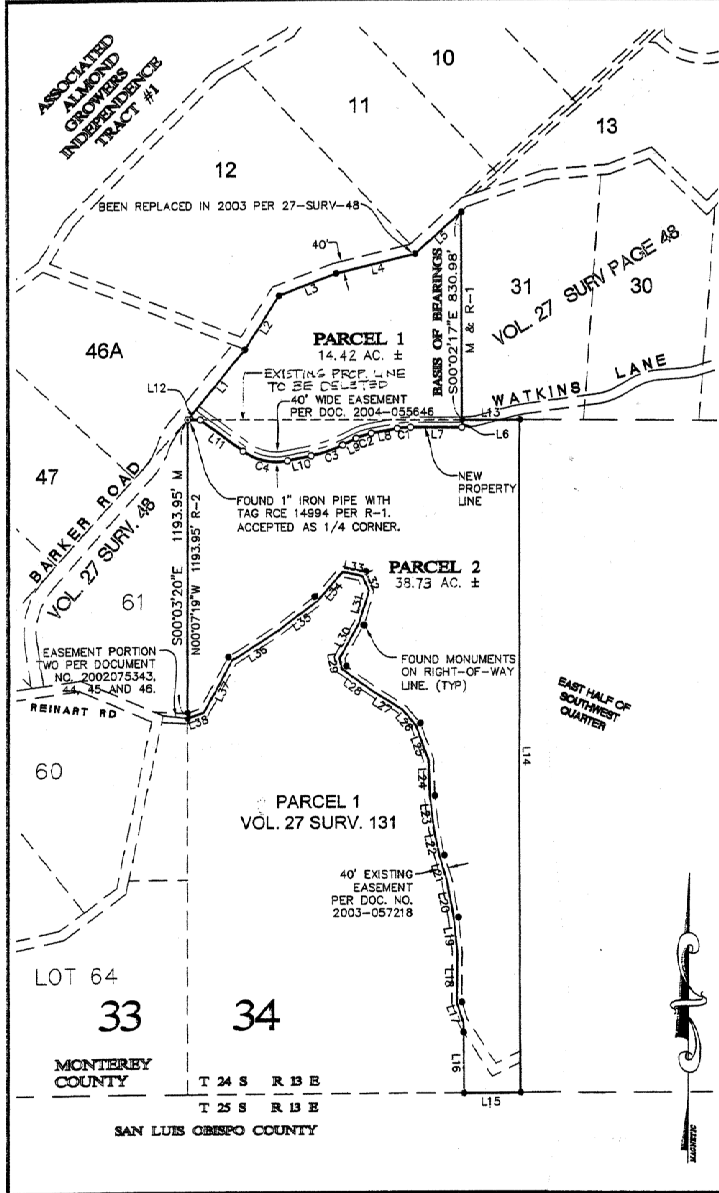 ASSOCIATED
ALMOND
GROWERS
INDEPENDENCE
TRACT #1
10
11
13
12
BEEN REPLACED IN 2003 PER 27-SURV-48
L5
40'
L4
L3
BASIS OF BEARINGS
S00°02'17"E 830.98'
M & R-1
31
30
VOL. 27 SURV PAGE 48
L2
46A
PARCEL 1
14.42 AC. ±
L1
EXISTING PROP. LINE
TO BE DELETED
WATKINS LANE
L12
40' WIDE EASEMENT
PER DOC. 2004-055646
L13
L11
C4
L10
C3
L9
C2
L8
C1
L7
L6
47
NEW
PROPERTY
LINE
BARKER ROAD
VOL. 27 SURV. 48
S00°03'20"E 1193.95' M
N00°07'19"W 1193.95' R-2
FOUND 1" IRON PIPE WITH
TAG RCE 14994 PER R-1.
ACCEPTED AS 1/4 CORNER.
PARCEL 2
38.73 AC. ±
61
L33
L32
L34
L31
L35
L30
EASEMENT PORTION
WO PER DOCUMENT
NO. 2002075343,
44, 45 AND 46.
L36
L29
FOUND MONUMENTS
ON RIGHT-OF-WAY
LINE. (TYP)
L28
L37
L27
EAST HALF OF
SOUTHWEST
QUARTER
REINART RD
L38
L26
L25
L14
60
L24
PARCEL 1
VOL. 27 SURV. 131
L23
L22
40' EXISTING
EASEMENT
PER DOC. NO.
2003-057218
L21
L20
L19
LOT 64
L18
33
34
L17
MONTEREY
COUNTY
L16
T 24 S R 13 E
L15
T 25 S R 13 E
SAN LUIS OBISPO COUNTY
MAGNETIC